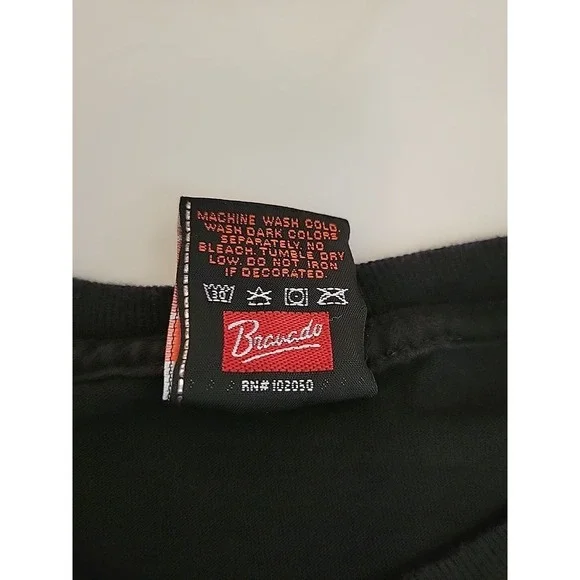 MACHINE WASH COLD.
WASH DARK COLORS
SEPARATELY. NO
BLEACH. TUMBLE DRY
LOW. DO NOT IRON
IF DECORATED.
30
Bravado
RN#102050